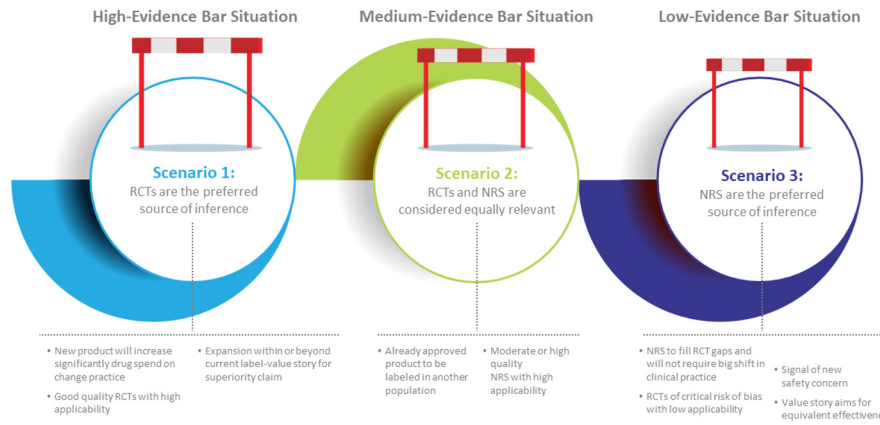 High-Evidence Bar Situation
Medium-Evidence Bar Situation
Low-Evidence Bar Situation
Scenario 1:
RCTs are the preferred
source of inference
Scenario 2:
RCTs and NRS are
considered equally relevant
Scenario 3:
NRS are the preferred
source of inference
• New product will increase
significantly drug spend on
change practice
• Good quality RCTs with high
applicability
• Expansion within or beyond
current label-value story for
superiority claim
• Already approved
product to be
labeled in another
population
• Moderate or high
quality
NRS with high
applicability
• NRS to fill RCT gaps and
will not require big shift in
clinical practice
• RCTs of critical risk of bias
with low applicability
• Signal of new
safety concern
• Value story aims for
equivalent effectivene